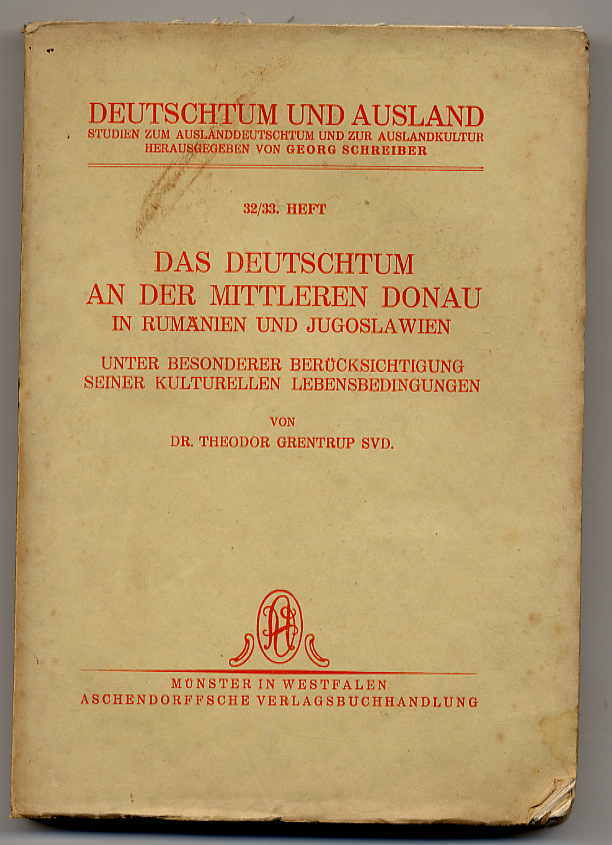 DEUTSCHTUM UND AUSLAND
STUDIEN ZUM AUSLANDDEUTSCHTUM UND ZUR AUSLANDKULTUR
HERAUSGEGEBEN VON GEORG SCHREIBER
32/33. HEFT
DAS DEUTSCHTUM
AN DER MITTLEREN DONAU
IN RUMÄNIEN UND JUGOSLAWIEN
UNTER BESONDERER BERÜCKSICHTIGUNG
SEINER KULTURELLEN LEBENSBEDINGUNGEN
VON
DR. THEODOR GRENTRUP SVD.
MÜNSTER IN WESTFALEN
ASCHENDORFFSCHE VERLAGSBUCHHANDLUNG